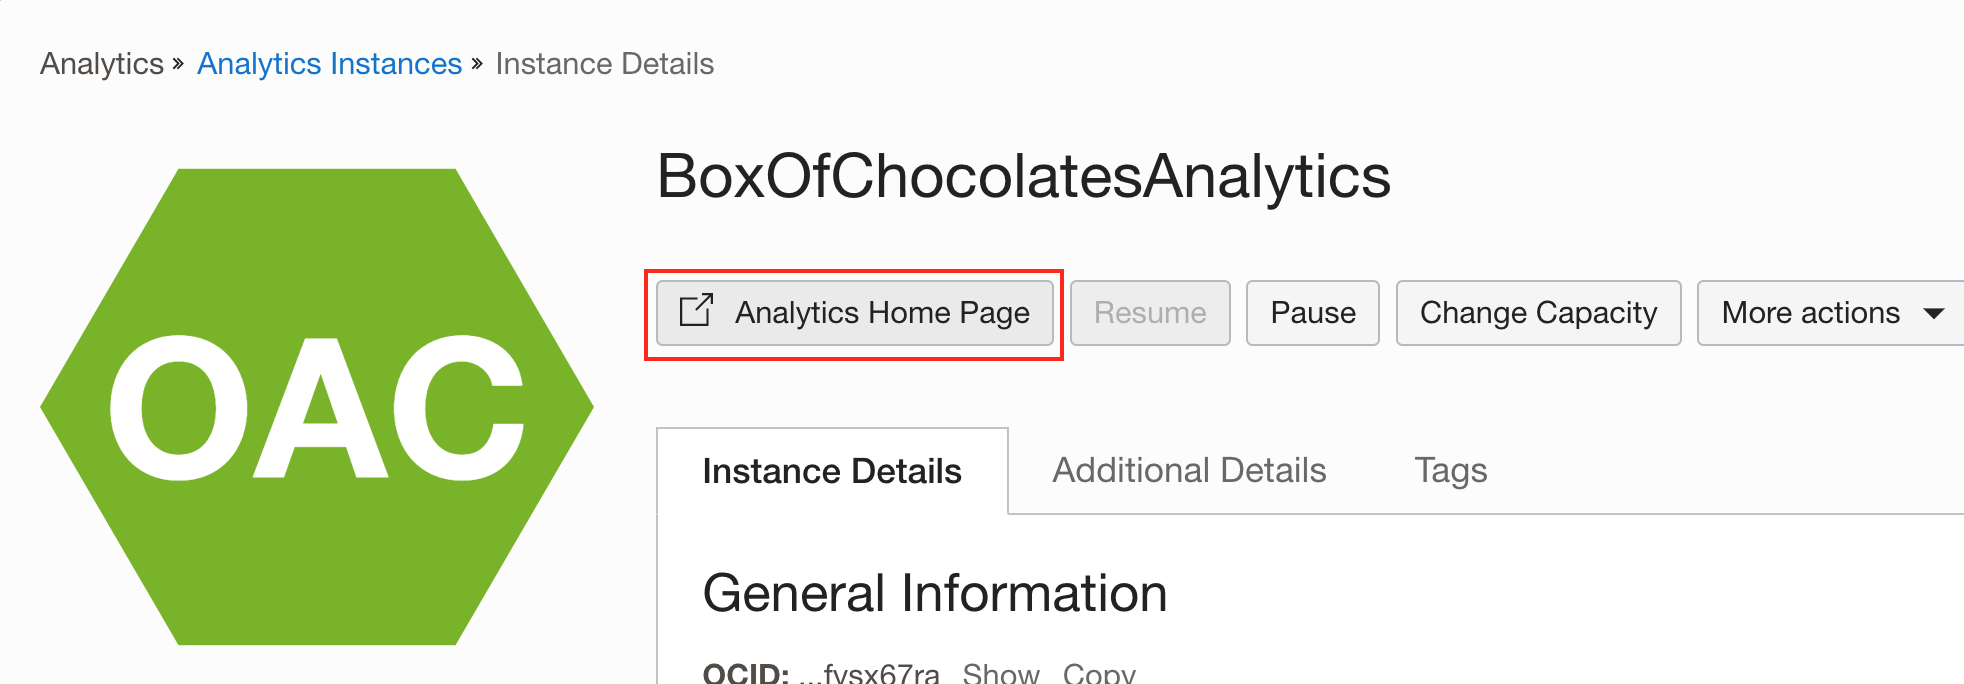 Analytics » Analytics Instances » Instance Details
OAC
BoxOfChocolatesAnalytics
Analytics Home Page Resume Pause Change Capacity More actions
Instance Details Additional Details Tags
General Information
OCID: ...fvsx67ra Show Copy